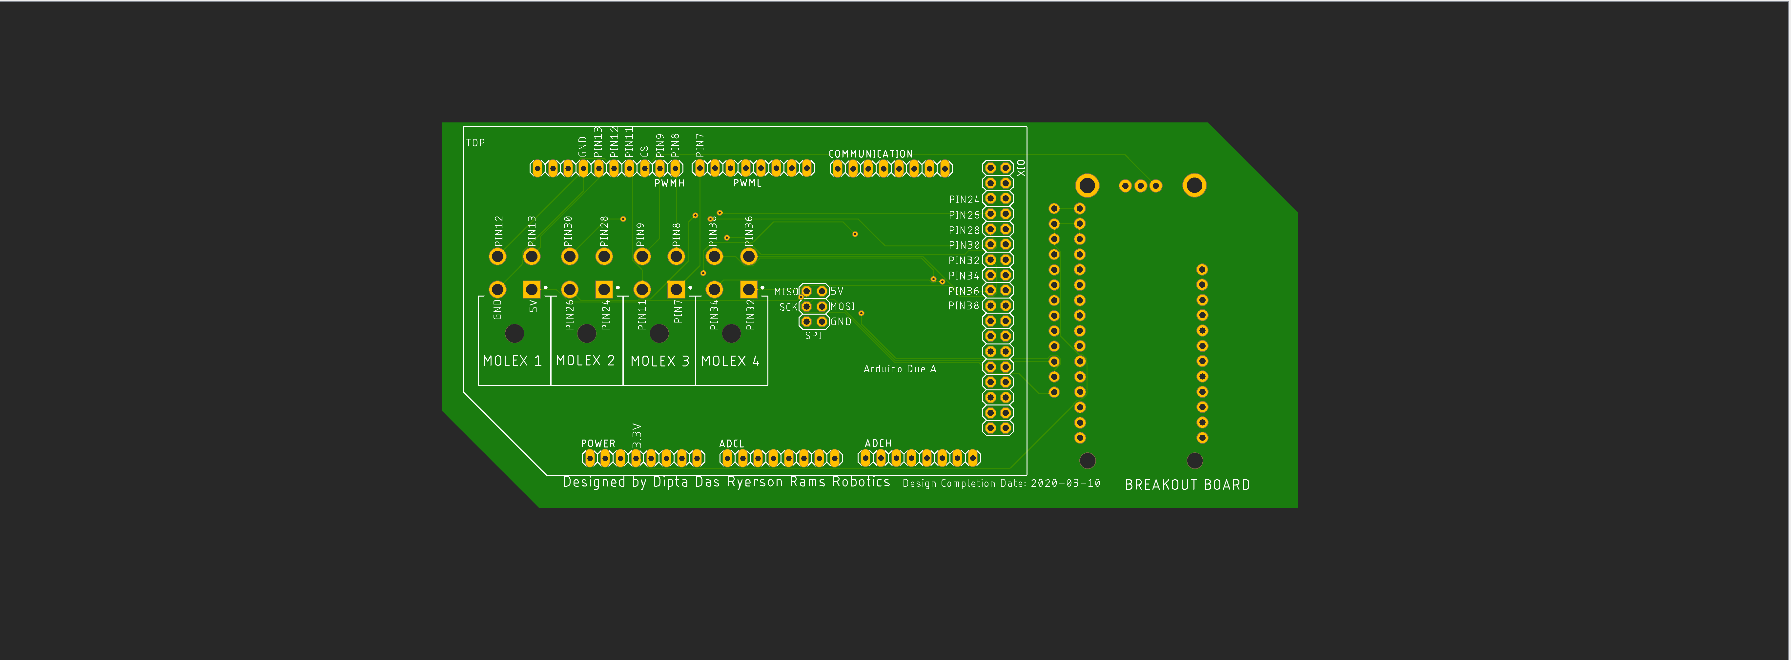 TOP
GND
PIN13
PIN12
PIN11
CS
PIN9
PIN8
PIN7
COMMUNICATION
XIO
PWMH
PWML
PIN24
PIN26
PIN28
PIN30
PIN32
PIN34
PIN36
PIN38
PIN12
PIN13
PIN30
PIN28
PIN9
PIN8
PIN38
PIN36
GND
5V
PIN26
PIN24
PIN11
PIN7
PIN34
PIN32
MISO 5V
SCK MOSI
GND
SPI
MOLEX 1
MOLEX 2
MOLEX 3
MOLEX 4
Arduino Due A
POWER
3.3V
ADCL
ADCH
Designed by Dipta Das Ryerson Rams Robotics
Design Completion Date:
BREAKOUT BOARD